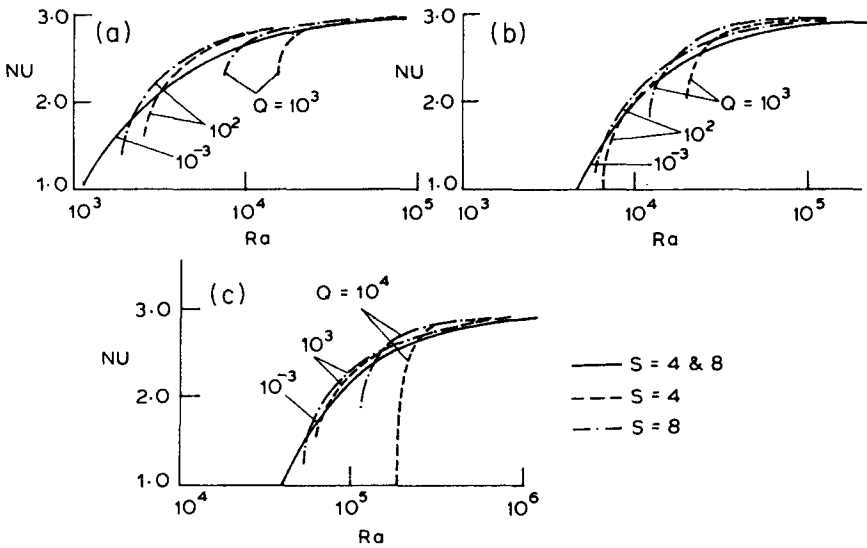 (a)
NU
3.0
2.0
1.0
Q = 10³
10²
10⁻³
10³
10⁴
10⁵
Ra
(b)
3.0
2.0
1.0
Q = 10³
10²
10⁻³
10³
10⁴
10⁵
Ra
(c)
NU
3.0
2.0
1.0
Q = 10⁴
10³
10⁻³
10⁴
10⁵
10⁶
Ra
S = 4 & 8
S = 4
S = 8